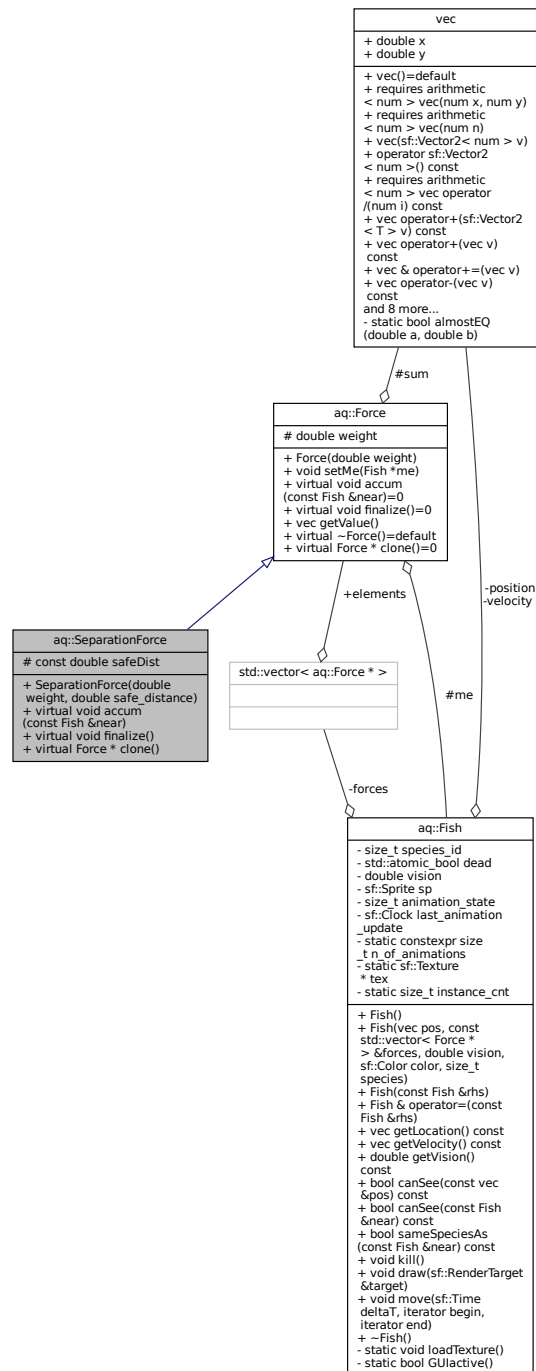 vec
+ double x
+ double y
+ vec()=default
+ requires arithmetic
< num > vec(num x, num y)
+ requires arithmetic
< num > vec(num n)
+ vec(sf::Vector2< num > v)
+ operator sf::Vector2
< num >() const
+ requires arithmetic
< num > vec operator
/(num i) const
+ vec operator+(sf::Vector2
< T > v) const
+ vec operator+(vec v)
const
+ vec & operator+=(vec v)
+ vec operator-(vec v)
const
and 8 more...
- static bool almostEQ
(double a, double b)
#sum
aq::Force
# double weight
+ Force(double weight)
+ void setMe(Fish *me)
+ virtual void accum
(const Fish &near)=0
+ virtual void finalize()=0
+ vec getValue()
+ virtual ~Force()=default
+ virtual Force * clone()=0
+elements
-position
-velocity
aq::SeparationForce
# const double safeDist
+ SeparationForce(double
weight, double safe_distance)
+ virtual void accum
(const Fish &near)
+ virtual void finalize()
+ virtual Force * clone()
std::vector< aq::Force * >
#me
-forces
aq::Fish
- size_t species_id
- std::atomic_bool dead
- double vision
- sf::Sprite sp
- size_t animation_state
- sf::Clock last_animation
_update
- static constexpr size
_t n_of_animations
- static sf::Texture
* tex
- static size_t instance_cnt
+ Fish()
+ Fish(vec pos, const
std::vector< Force *
> &forces, double vision,
sf::Color color, size_t
species)
+ Fish(const Fish &rhs)
+ Fish & operator=(const
Fish &rhs)
+ vec getLocation() const
+ vec getVelocity() const
+ double getVision()
const
+ bool canSee(const vec
&pos) const
+ bool canSee(const Fish
&near) const
+ bool sameSpeciesAs
(const Fish &near) const
+ void kill()
+ void draw(sf::RenderTarget
&target)
+ void move(sf::Time
deltaT, iterator begin,
iterator end)
+ ~Fish()
- static void loadTexture()
- static bool GUIactive()